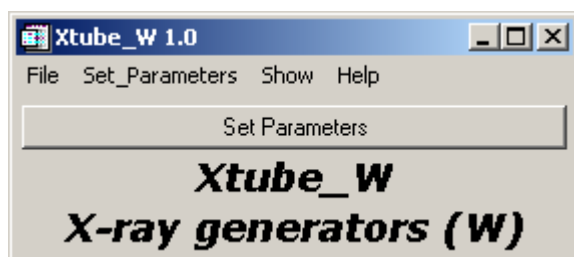 Xtube_W 1.0
File Set_Parameters Show Help
Set Parameters
Xtube_W
X-ray generators (W)